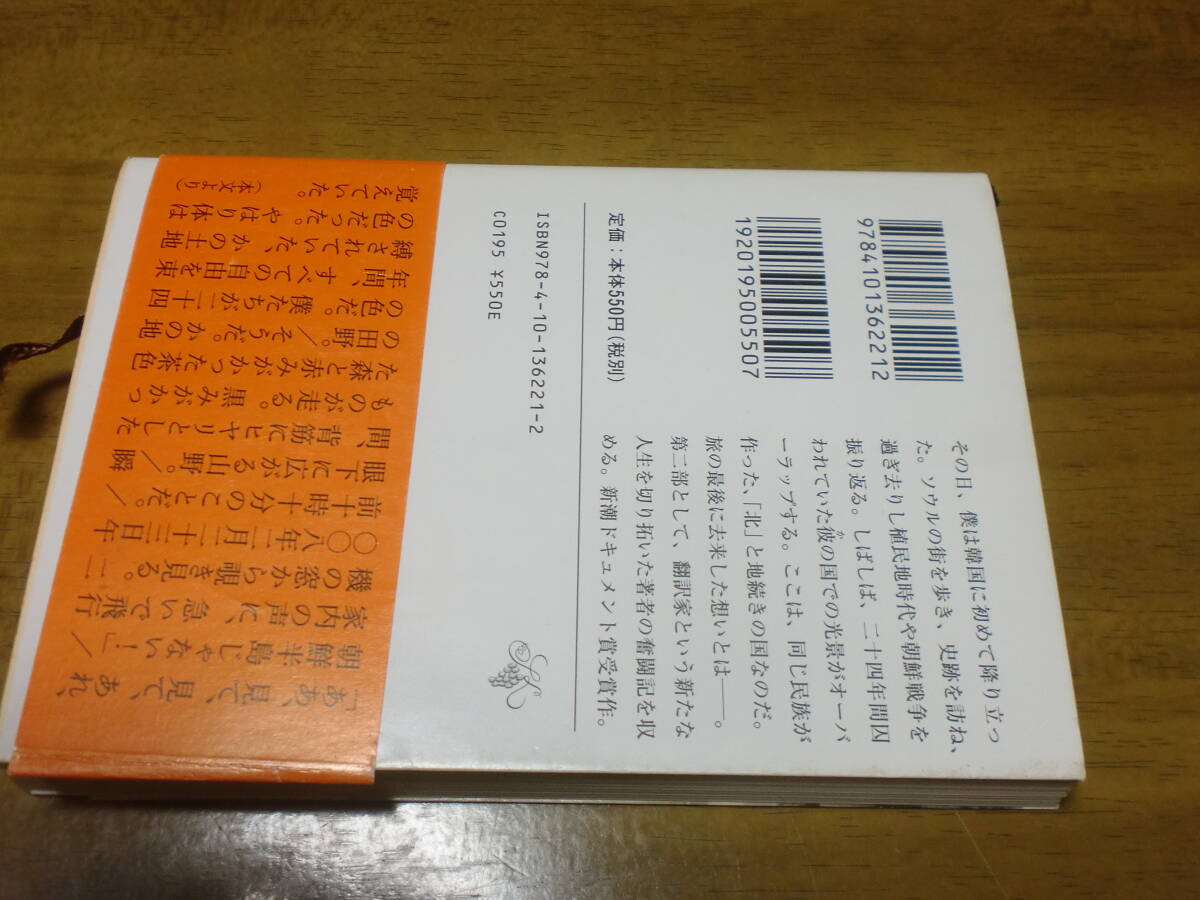 9784101362212
1920195005507
その日、僕は韓国に初めて降り立っ
た。ソウルの街を歩き、史跡を訪ね、
過ぎ去りし植民地時代や朝鮮戦争を
振り返る。しばしば、二十四年間囚
われていた彼の国での光景がオーバ
か
ーラップする。ここは、同じ民族が
作った、「北」と地続きの国なのだ。
旅の最後に去来した想いとは――。
第二部として、翻訳家という新たな
人生を切り拓いた著者の奮闘記を収
める。新潮ドキュメント賞受賞作。
定価：本体550円（税別）
ISBN978-4-10-136221-2
C0195 ¥550E
「ああ、見て、見て、あれ、
朝鮮半島じゃない！」／
家内の声に、急いで飛行
機の窓から覗き見る。二
〇〇八年二月二十三日午
前十時十分のことだ。／
眼下に広がる山野。／瞬
間、背筋にヒヤリとした
ものが走る。黒みがかっ
た森と赤みがかった茶色
の田野。／そうだ。かの地
の色だ。僕たちが二十四
年間、すべての自由を束
縛されていた、かの土地
の色だった。やはり体は
覚えていた。（本文より）